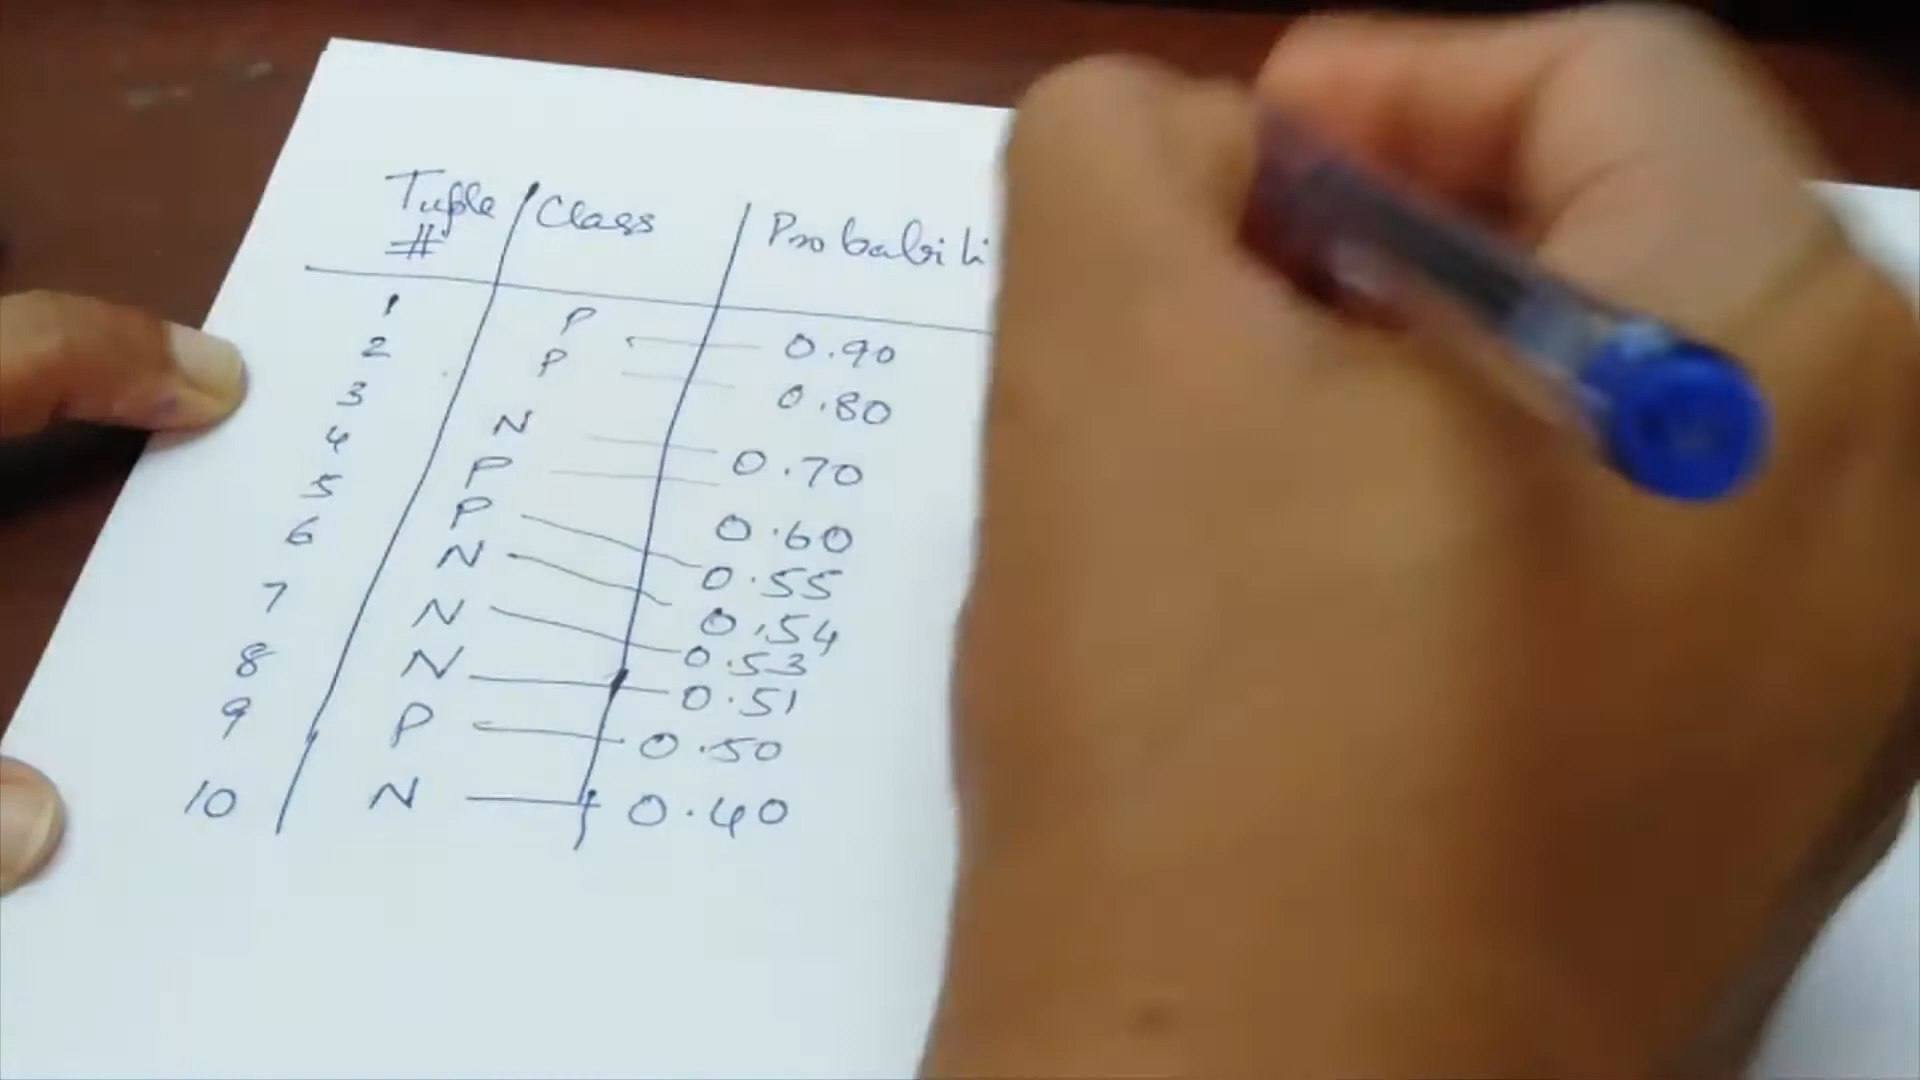 Tuple # Class Probabili
1 P 0.90
2 P 0.80
3 N 0.70
4 P 0.60
5 P 0.55
6 N 0.54
7 N 0.53
8 N 0.51
9 P 0.50
10 N 0.40